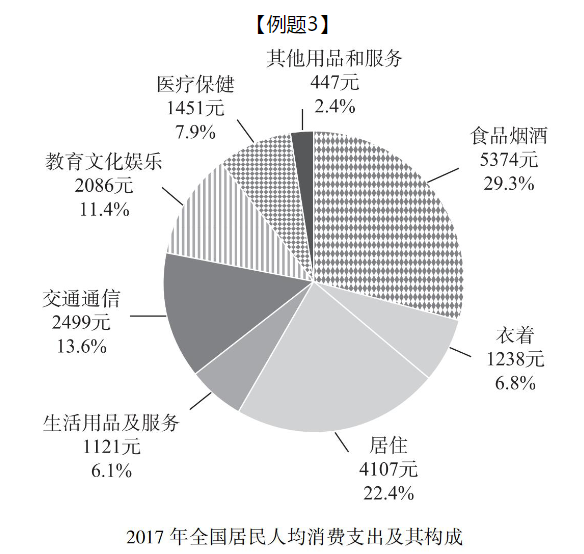 【例题3】
其他用品和服务
447元
2.4%
医疗保健
1451元
7.9%
食品烟酒
5374元
29.3%
教育文化娱乐
2086元
11.4%
交通通信
2499元
13.6%
衣着
1238元
6.8%
生活用品及服务
1121元
6.1%
居住
4107元
22.4%
2017 年全国居民人均消费支出及其构成